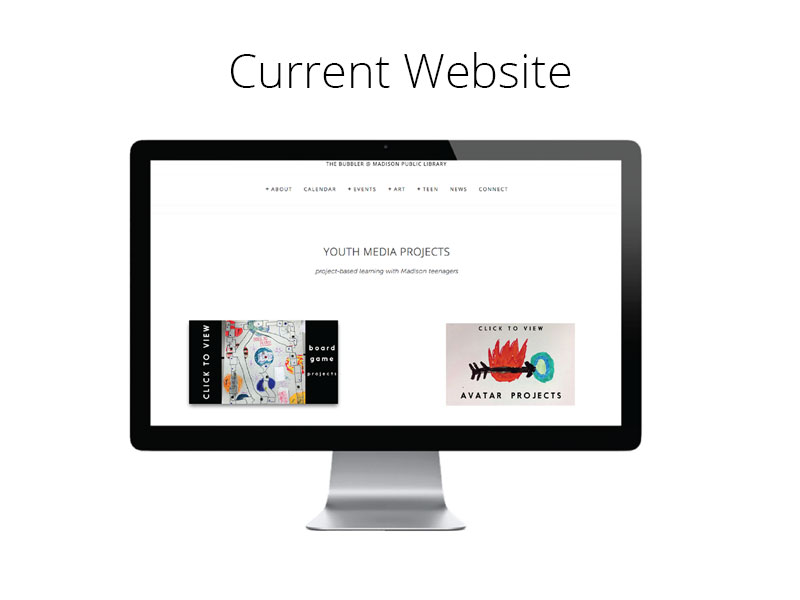 Current Website
THE BUBBLER @ MADISON PUBLIC LIBRARY
+ ABOUT CALENDAR + EVENTS + ART + TEEN NEWS CONNECT
YOUTH MEDIA PROJECTS
project-based learning with Madison teenagers
CLICK TO VIEW
board
game
projects
CLICK TO VIEW
AVATAR PROJECTS